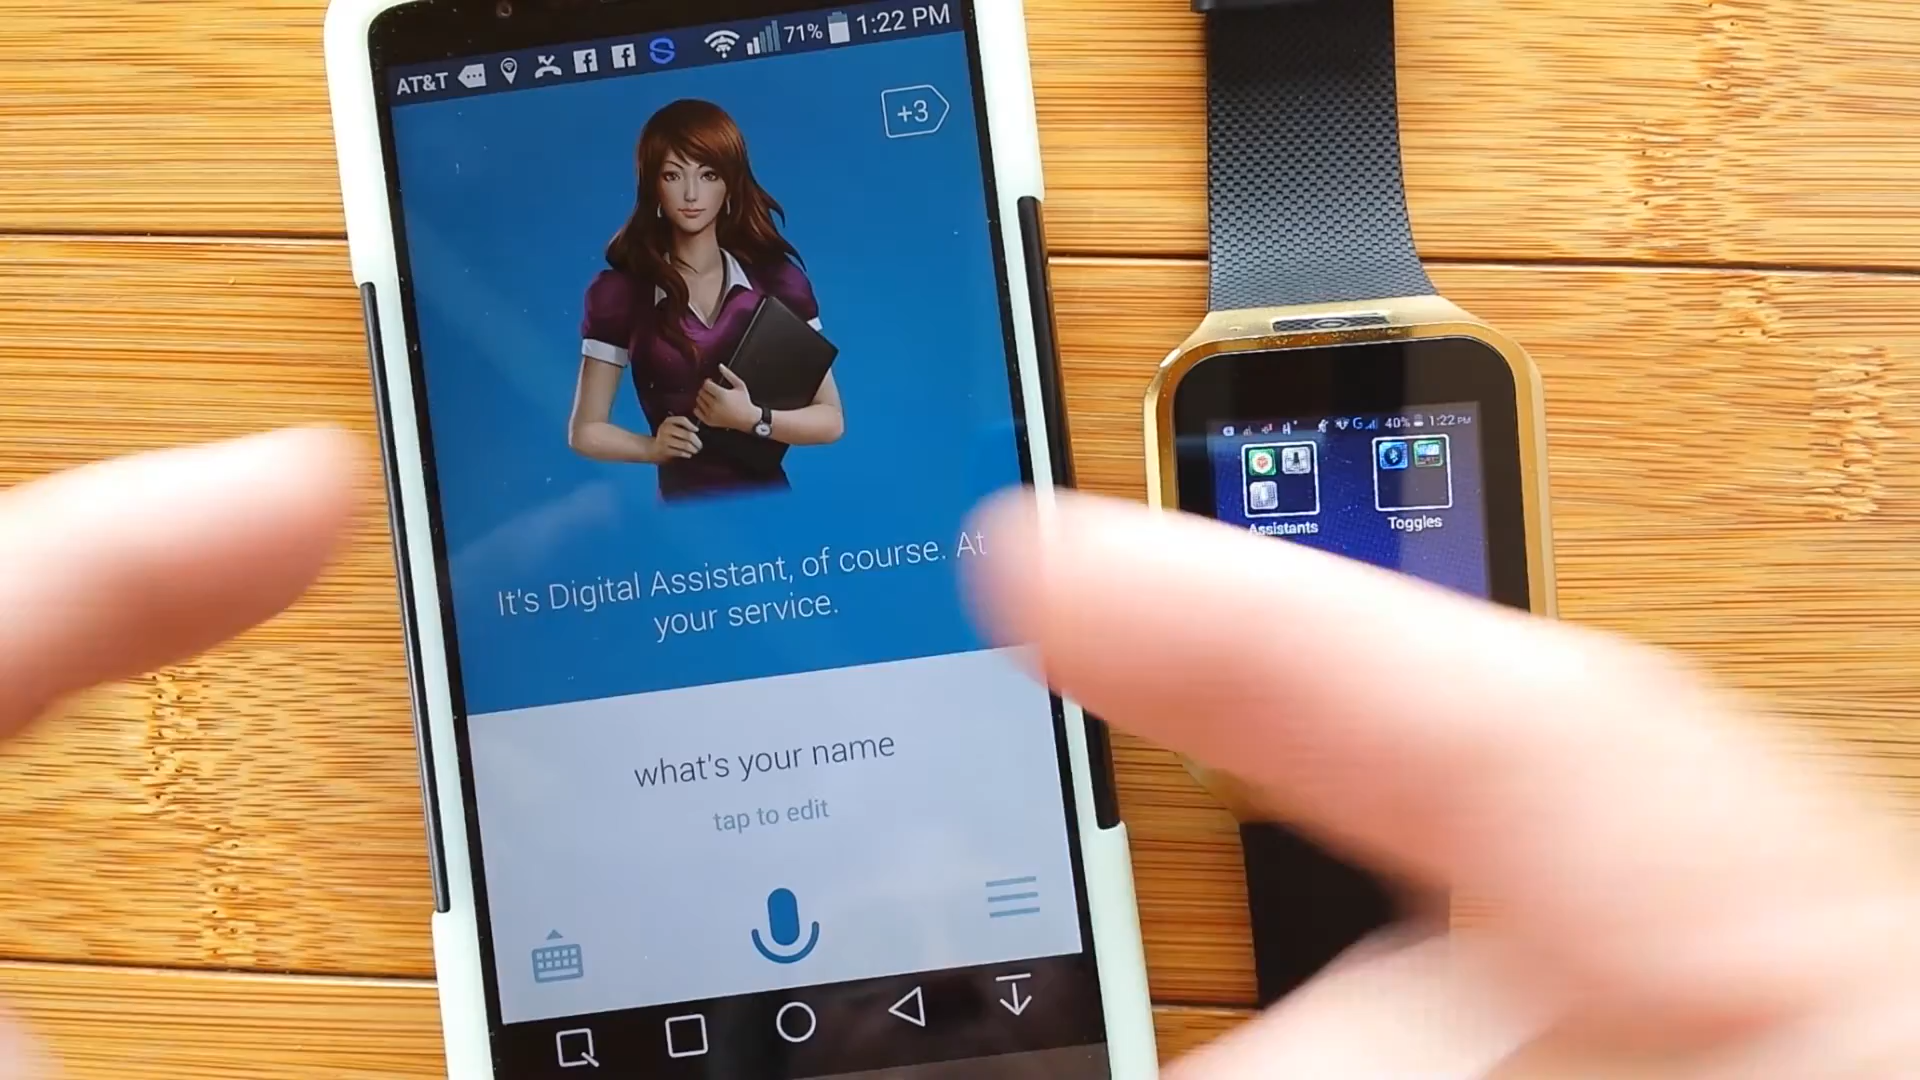 AT&T 71% 1:22 PM
+3
It's Digital Assistant, of course. At
your service.
what's your name
tap to edit
G 40% 1:22 PM
Assistants Toggles